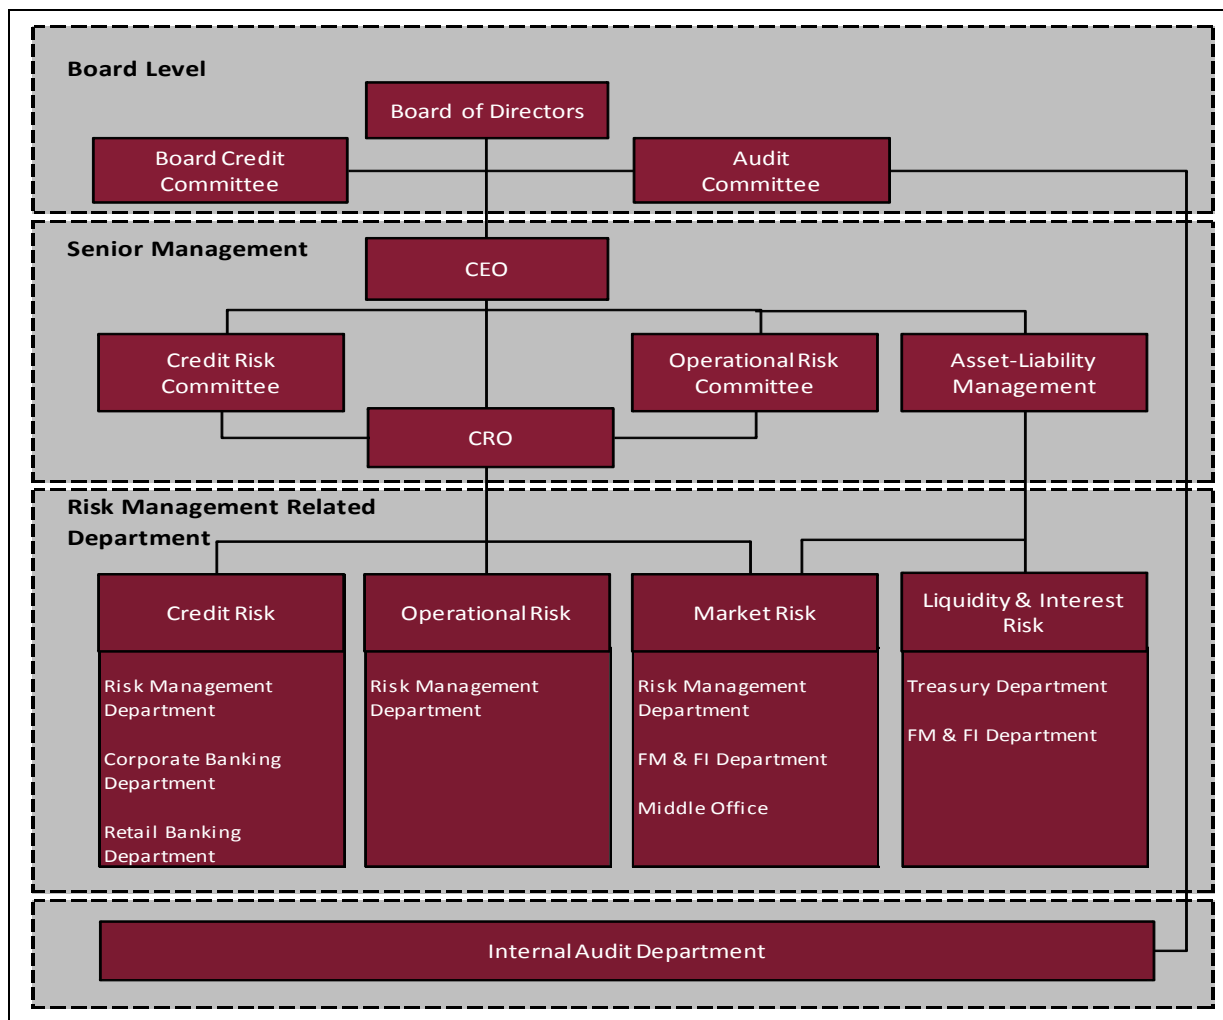 Board Level
Board of Directors
Board Credit
Committee
Audit
Committee
Senior Management
CEO
Credit Risk
Committee
Operational Risk
Committee
Asset-Liability
Management
CRO
Risk Management Related
Department
Credit Risk
Operational Risk
Market Risk
Liquidity & Interest
Risk
Risk Management
Department
Corporate Banking
Department
Retail Banking
Department
Risk Management
Department
Risk Management
Department
FM & FI Department
Middle Office
Treasury Department
FM & FI Department
Internal Audit Department